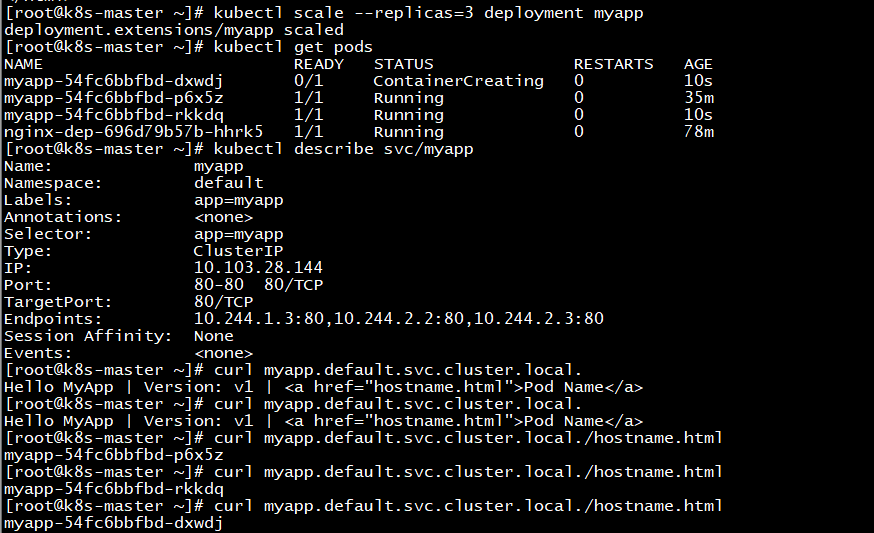 [root@k8s-master ~]# kubectl scale --replicas=3 deployment myapp
deployment.extensions/myapp scaled
[root@k8s-master ~]# kubectl get pods
NAME                         READY   STATUS              RESTARTS   AGE
myapp-54fc6bbfbd-dxwdj       0/1     ContainerCreating   0          10s
myapp-54fc6bbfbd-p6x5z       1/1     Running             0          35m
myapp-54fc6bbfbd-rkkdq       1/1     Running             0          10s
nginx-dep-696d79b57b-hhrk5   1/1     Running             0          78m
[root@k8s-master ~]# kubectl describe svc/myapp
Name:              myapp
Namespace:         default
Labels:            app=myapp
Annotations:       <none>
Selector:          app=myapp
Type:              ClusterIP
IP:                10.103.28.144
Port:              80-80  80/TCP
TargetPort:        80/TCP
Endpoints:         10.244.1.3:80,10.244.2.2:80,10.244.2.3:80
Session Affinity:  None
Events:            <none>
[root@k8s-master ~]# curl myapp.default.svc.cluster.local.
Hello MyApp | Version: v1 | <a href="hostname.html">Pod Name</a>
[root@k8s-master ~]# curl myapp.default.svc.cluster.local.
Hello MyApp | Version: v1 | <a href="hostname.html">Pod Name</a>
[root@k8s-master ~]# curl myapp.default.svc.cluster.local./hostname.html
myapp-54fc6bbfbd-p6x5z
[root@k8s-master ~]# curl myapp.default.svc.cluster.local./hostname.html
myapp-54fc6bbfbd-rkkdq
[root@k8s-master ~]# curl myapp.default.svc.cluster.local./hostname.html
myapp-54fc6bbfbd-dxwdj